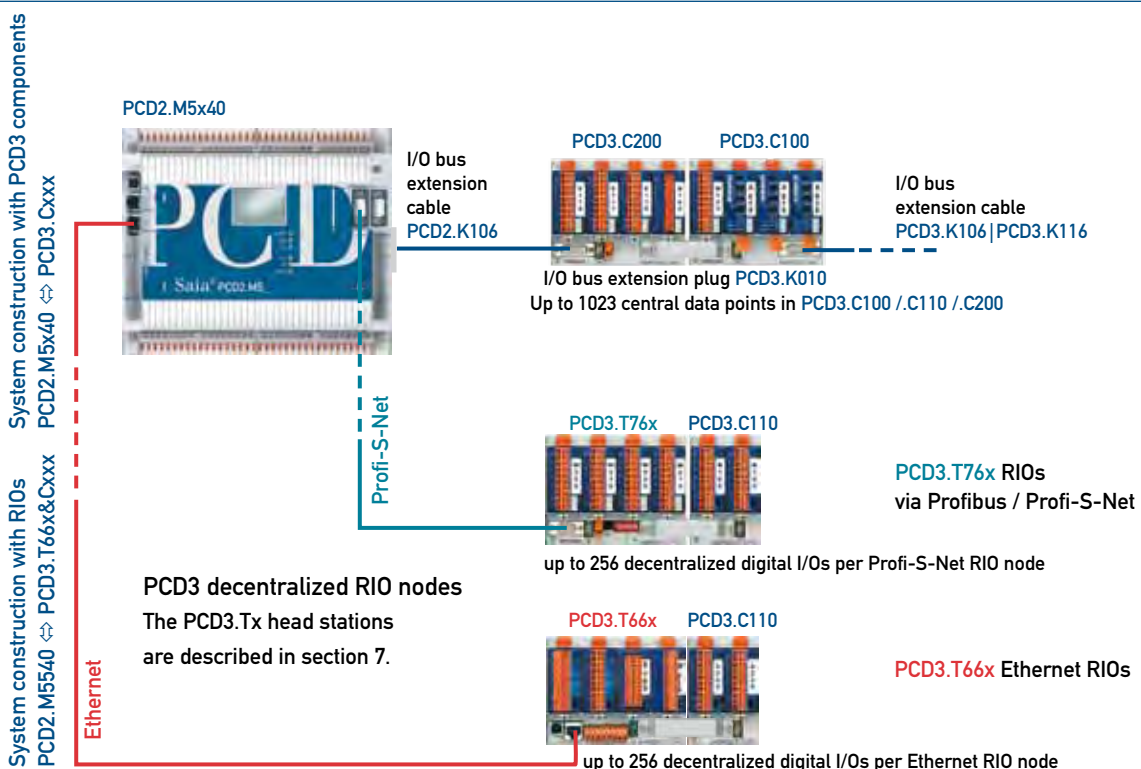 System construction with PCD3 components
PCD2.M5x40 ⇔ PCD3.Cxxx
System construction with RIOs
PCD2.M5540 ⇔ PCD3.T66x&Cxxx
PCD2.M5x40
PCD
Saia® PCD2.M5
I/O bus
extension
cable
PCD2.K106
PCD3.C200
PCD3.C100
I/O bus
extension cable
PCD3.K106|PCD3.K116
I/O bus extension plug PCD3.K010
Up to 1023 central data points in PCD3.C100 /.C110 /.C200
Profi-S-Net
PCD3.T76x
PCD3.C110
PCD3.T76x RIOs
via Profibus / Profi-S-Net
up to 256 decentralized digital I/Os per Profi-S-Net RIO node
PCD3 decentralized RIO nodes
The PCD3.Tx head stations
are described in section 7.
Ethernet
PCD3.T66x
PCD3.C110
PCD3.T66x Ethernet RIOs
up to 256 decentralized digital I/Os per Ethernet RIO node